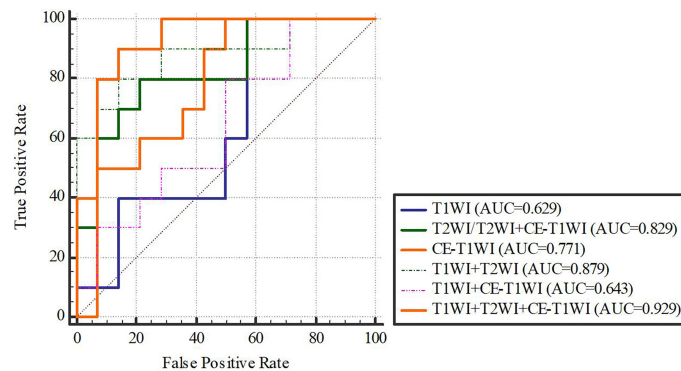 100
80
60
40
20
0
True Positive Rate
0 20 40 60 80 100
False Positive Rate
T1WI (AUC=0.629)
T2WI/T2WI+CE-T1WI (AUC=0.829)
CE-T1WI (AUC=0.771)
T1WI+T2WI (AUC=0.879)
T1WI+CE-T1WI (AUC=0.643)
T1WI+T2WI+CE-T1WI (AUC=0.929)